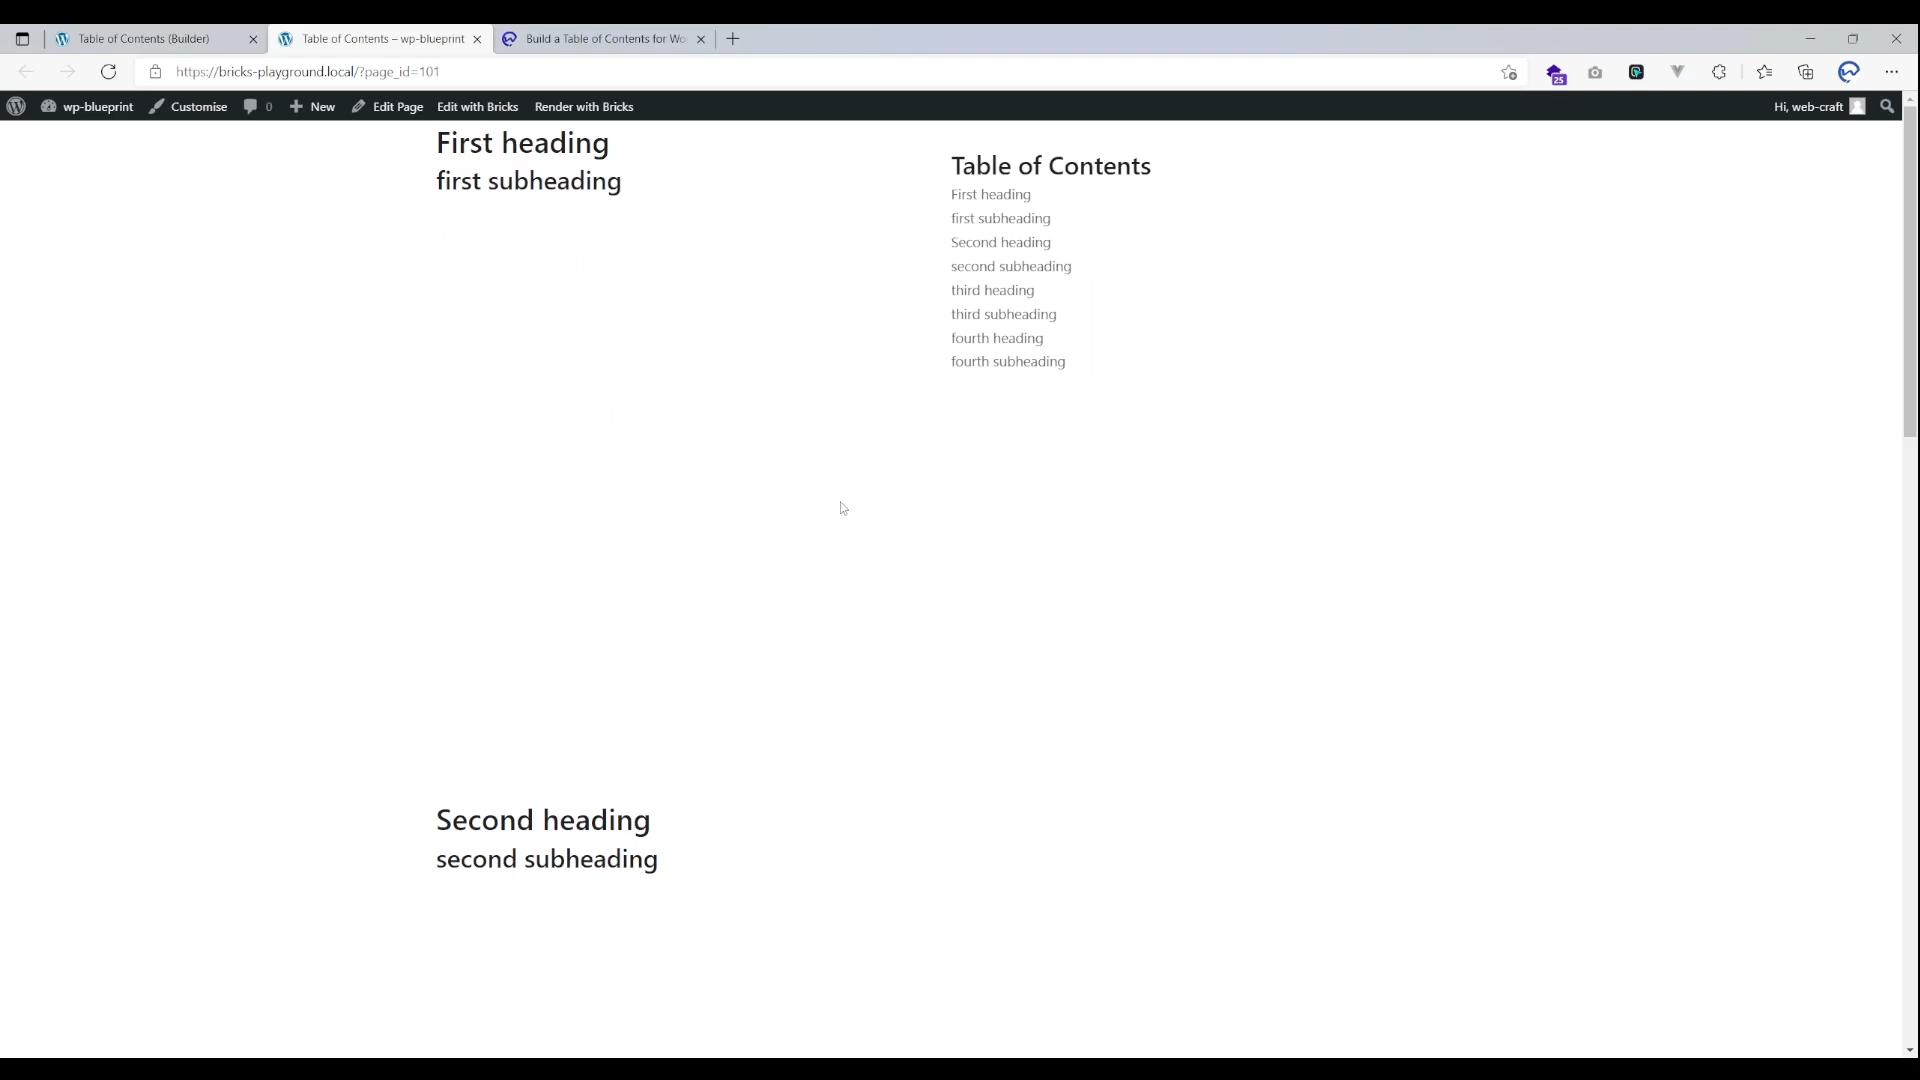 Table of Contents (Builder)
Table of Contents – wp-blueprint
Build a Table of Contents for Wo
https://bricks-playground.local/?page_id=101
25
wp-blueprint
Customise
0
New
Edit Page
Edit with Bricks
Render with Bricks
Hi, web-craft
First heading
first subheading
Table of Contents
First heading
first subheading
Second heading
second subheading
third heading
third subheading
fourth heading
fourth subheading
Second heading
second subheading